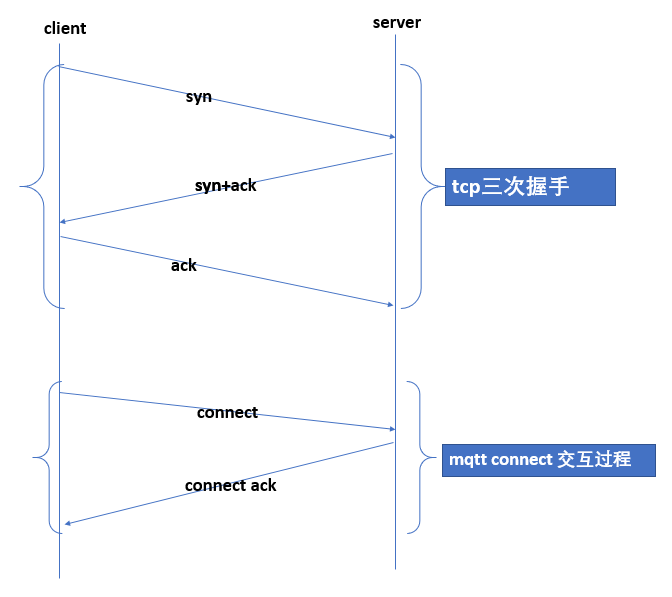 client
server
syn
syn+ack
tcp三次握手
ack
connect
mqtt connect 交互过程
connect ack